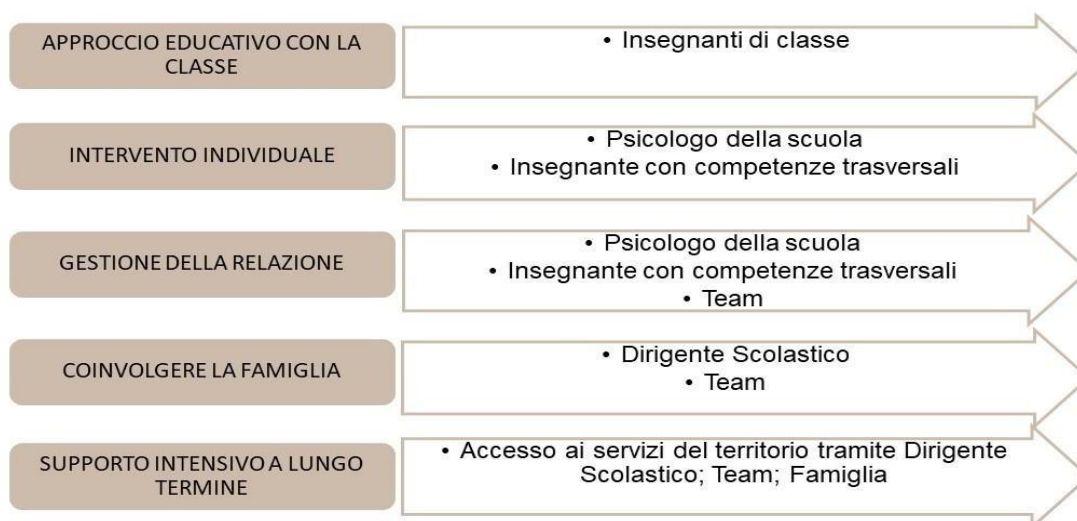 APPROCCIO EDUCATIVO CON LA
CLASSE
• Insegnanti di classe
INTERVENTO INDIVIDUALE
• Psicologo della scuola
• Insegnante con competenze trasversali
GESTIONE DELLA RELAZIONE
• Psicologo della scuola
• Insegnante con competenze trasversali
• Team
COINVOLGERE LA FAMIGLIA
• Dirigente Scolastico
• Team
SUPPORTO INTENSIVO A LUNGO
TERMINE
• Accesso ai servizi del territorio tramite Dirigente
Scolastico; Team; Famiglia